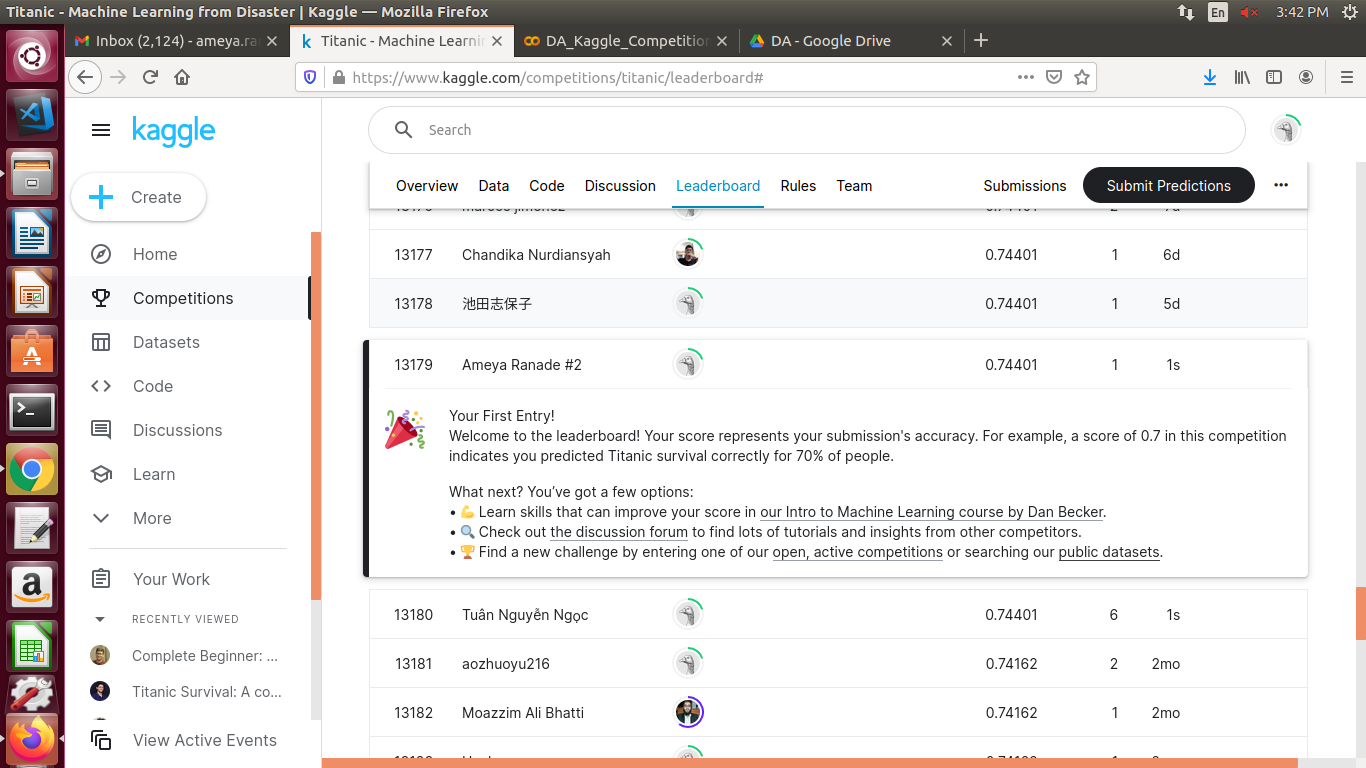 Titanic - Machine Learning from Disaster | Kaggle — Mozilla Firefox
En
3:42 PM
Inbox (2,124) - ameya.ra
Titanic - Machine Learni
DA_Kaggle_Competition
DA - Google Drive
https://www.kaggle.com/competitions/titanic/leaderboard#
kaggle
Search
Create
Home
Competitions
Datasets
Code
Discussions
Learn
More
Your Work
RECENTLY VIEWED
Complete Beginner: ...
Titanic Survival: A co...
View Active Events
Overview Data Code Discussion Leaderboard Rules Team Submissions Submit Predictions
13177 Chandika Nurdiansyah 0.74401 1 6d
13178 池田志保子 0.74401 1 5d
13179 Ameya Ranade #2 0.74401 1 1s
Your First Entry!
Welcome to the leaderboard! Your score represents your submission's accuracy. For example, a score of 0.7 in this competition
indicates you predicted Titanic survival correctly for 70% of people.
What next? You’ve got a few options:
• 💪 Learn skills that can improve your score in our Intro to Machine Learning course by Dan Becker.
• 🔍 Check out the discussion forum to find lots of tutorials and insights from other competitors.
• 🏆 Find a new challenge by entering one of our open, active competitions or searching our public datasets.
13180 Tuân Nguyễn Ngọc 0.74401 6 1s
13181 aozhuoyu216 0.74162 2 2mo
13182 Moazzim Ali Bhatti 0.74162 1 2mo